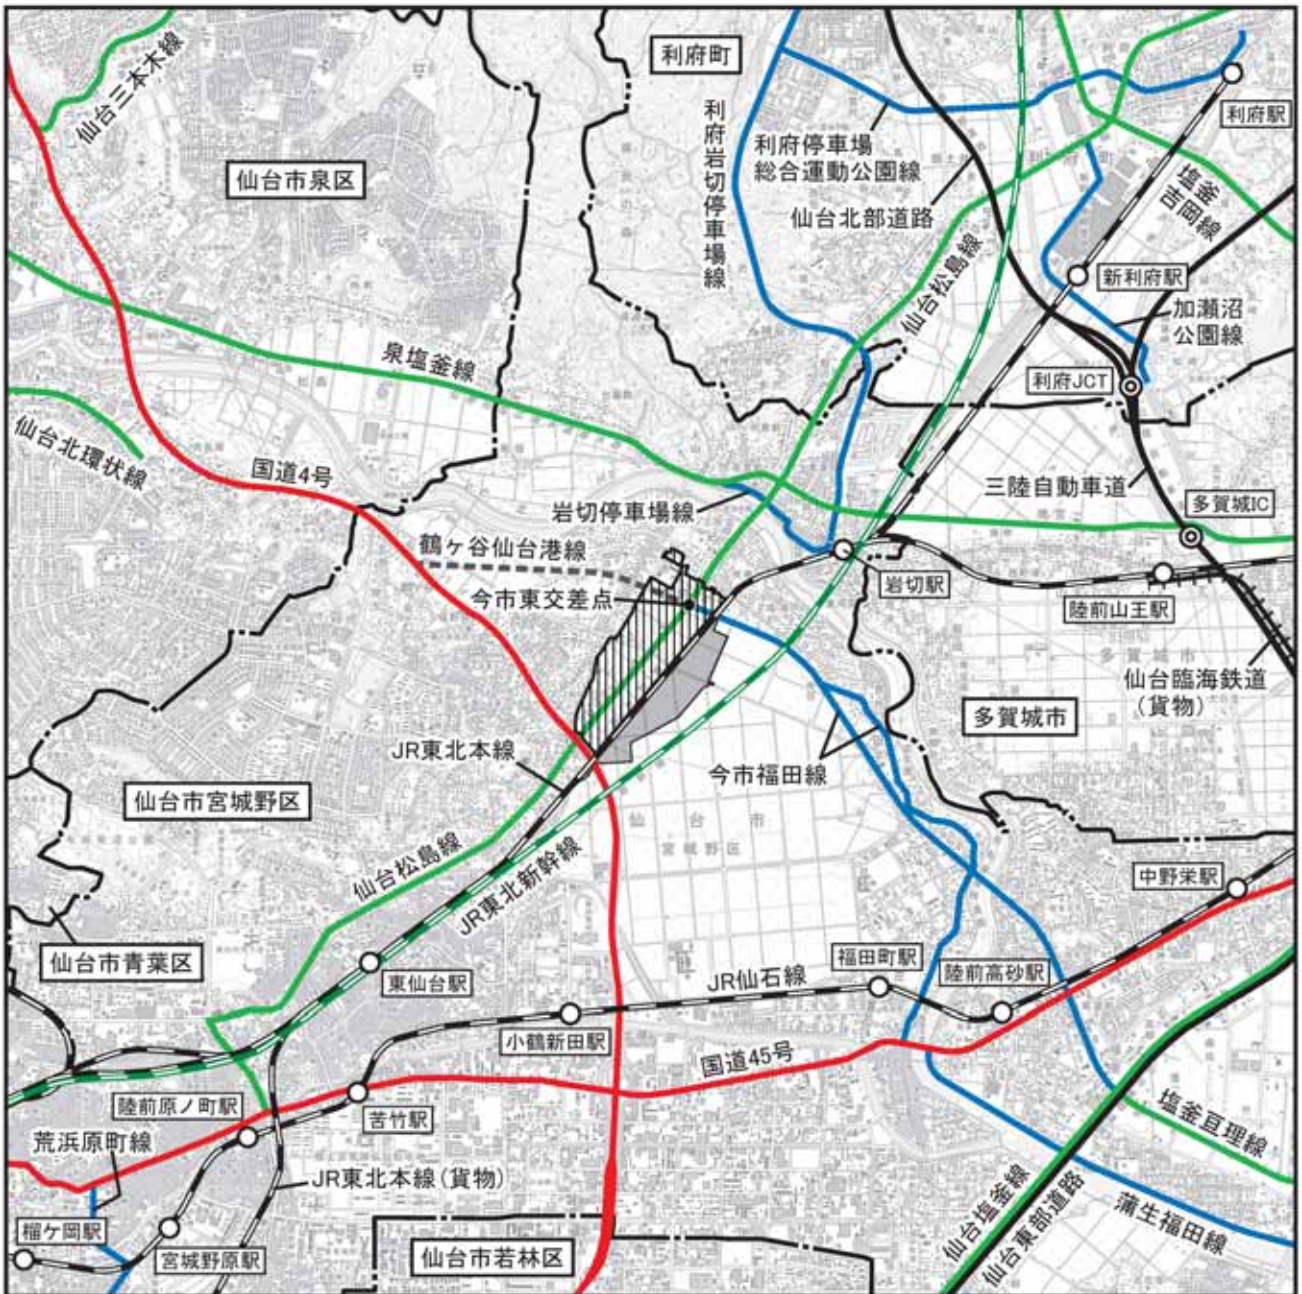 仙台三本木線
利府町
利府駅
利府岩切停車場線
利府停車場
総合運動公園線
仙台市泉区
塩釜
吉岡線
仙台北部道路
仙台松島線
新利府駅
加瀬沼
公園線
泉塩釜線
利府JCT
仙台北環状線
国道4号
三陸自動車道
多賀城IC
岩切停車場線
鶴ヶ谷仙台港線
岩切駅
今市東交差点
陸前山王駅
多賀城市
仙台臨海鉄道
(貨物)
多賀城市
JR東北本線
今市福田線
仙台市宮城野区
仙台市
宮城野区
仙台松島線
JR東北新幹線
中野栄駅
仙台市青葉区
東仙台駅
福田町駅
陸前高砂駅
JR仙石線
小鶴新田駅
国道45号
陸前原ノ町駅
苦竹駅
塩釜亘理線
荒浜原町線
JR東北本線(貨物)
榴ケ岡駅
宮城野原駅
仙台市若林区
仙台塩釜線
仙台東部道路
蒲生福田線